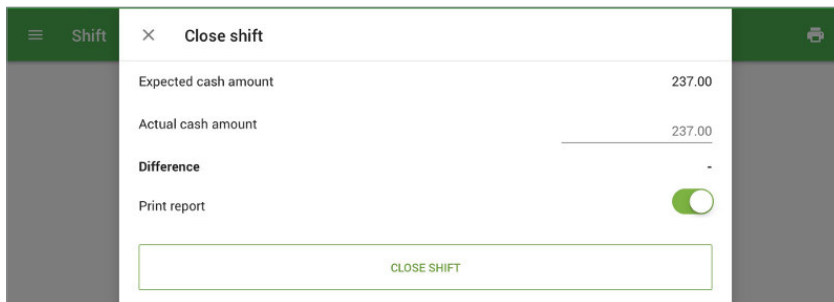 Shift
Close shift
Expected cash amount 237.00
Actual cash amount 237.00
Difference -
Print report
CLOSE SHIFT